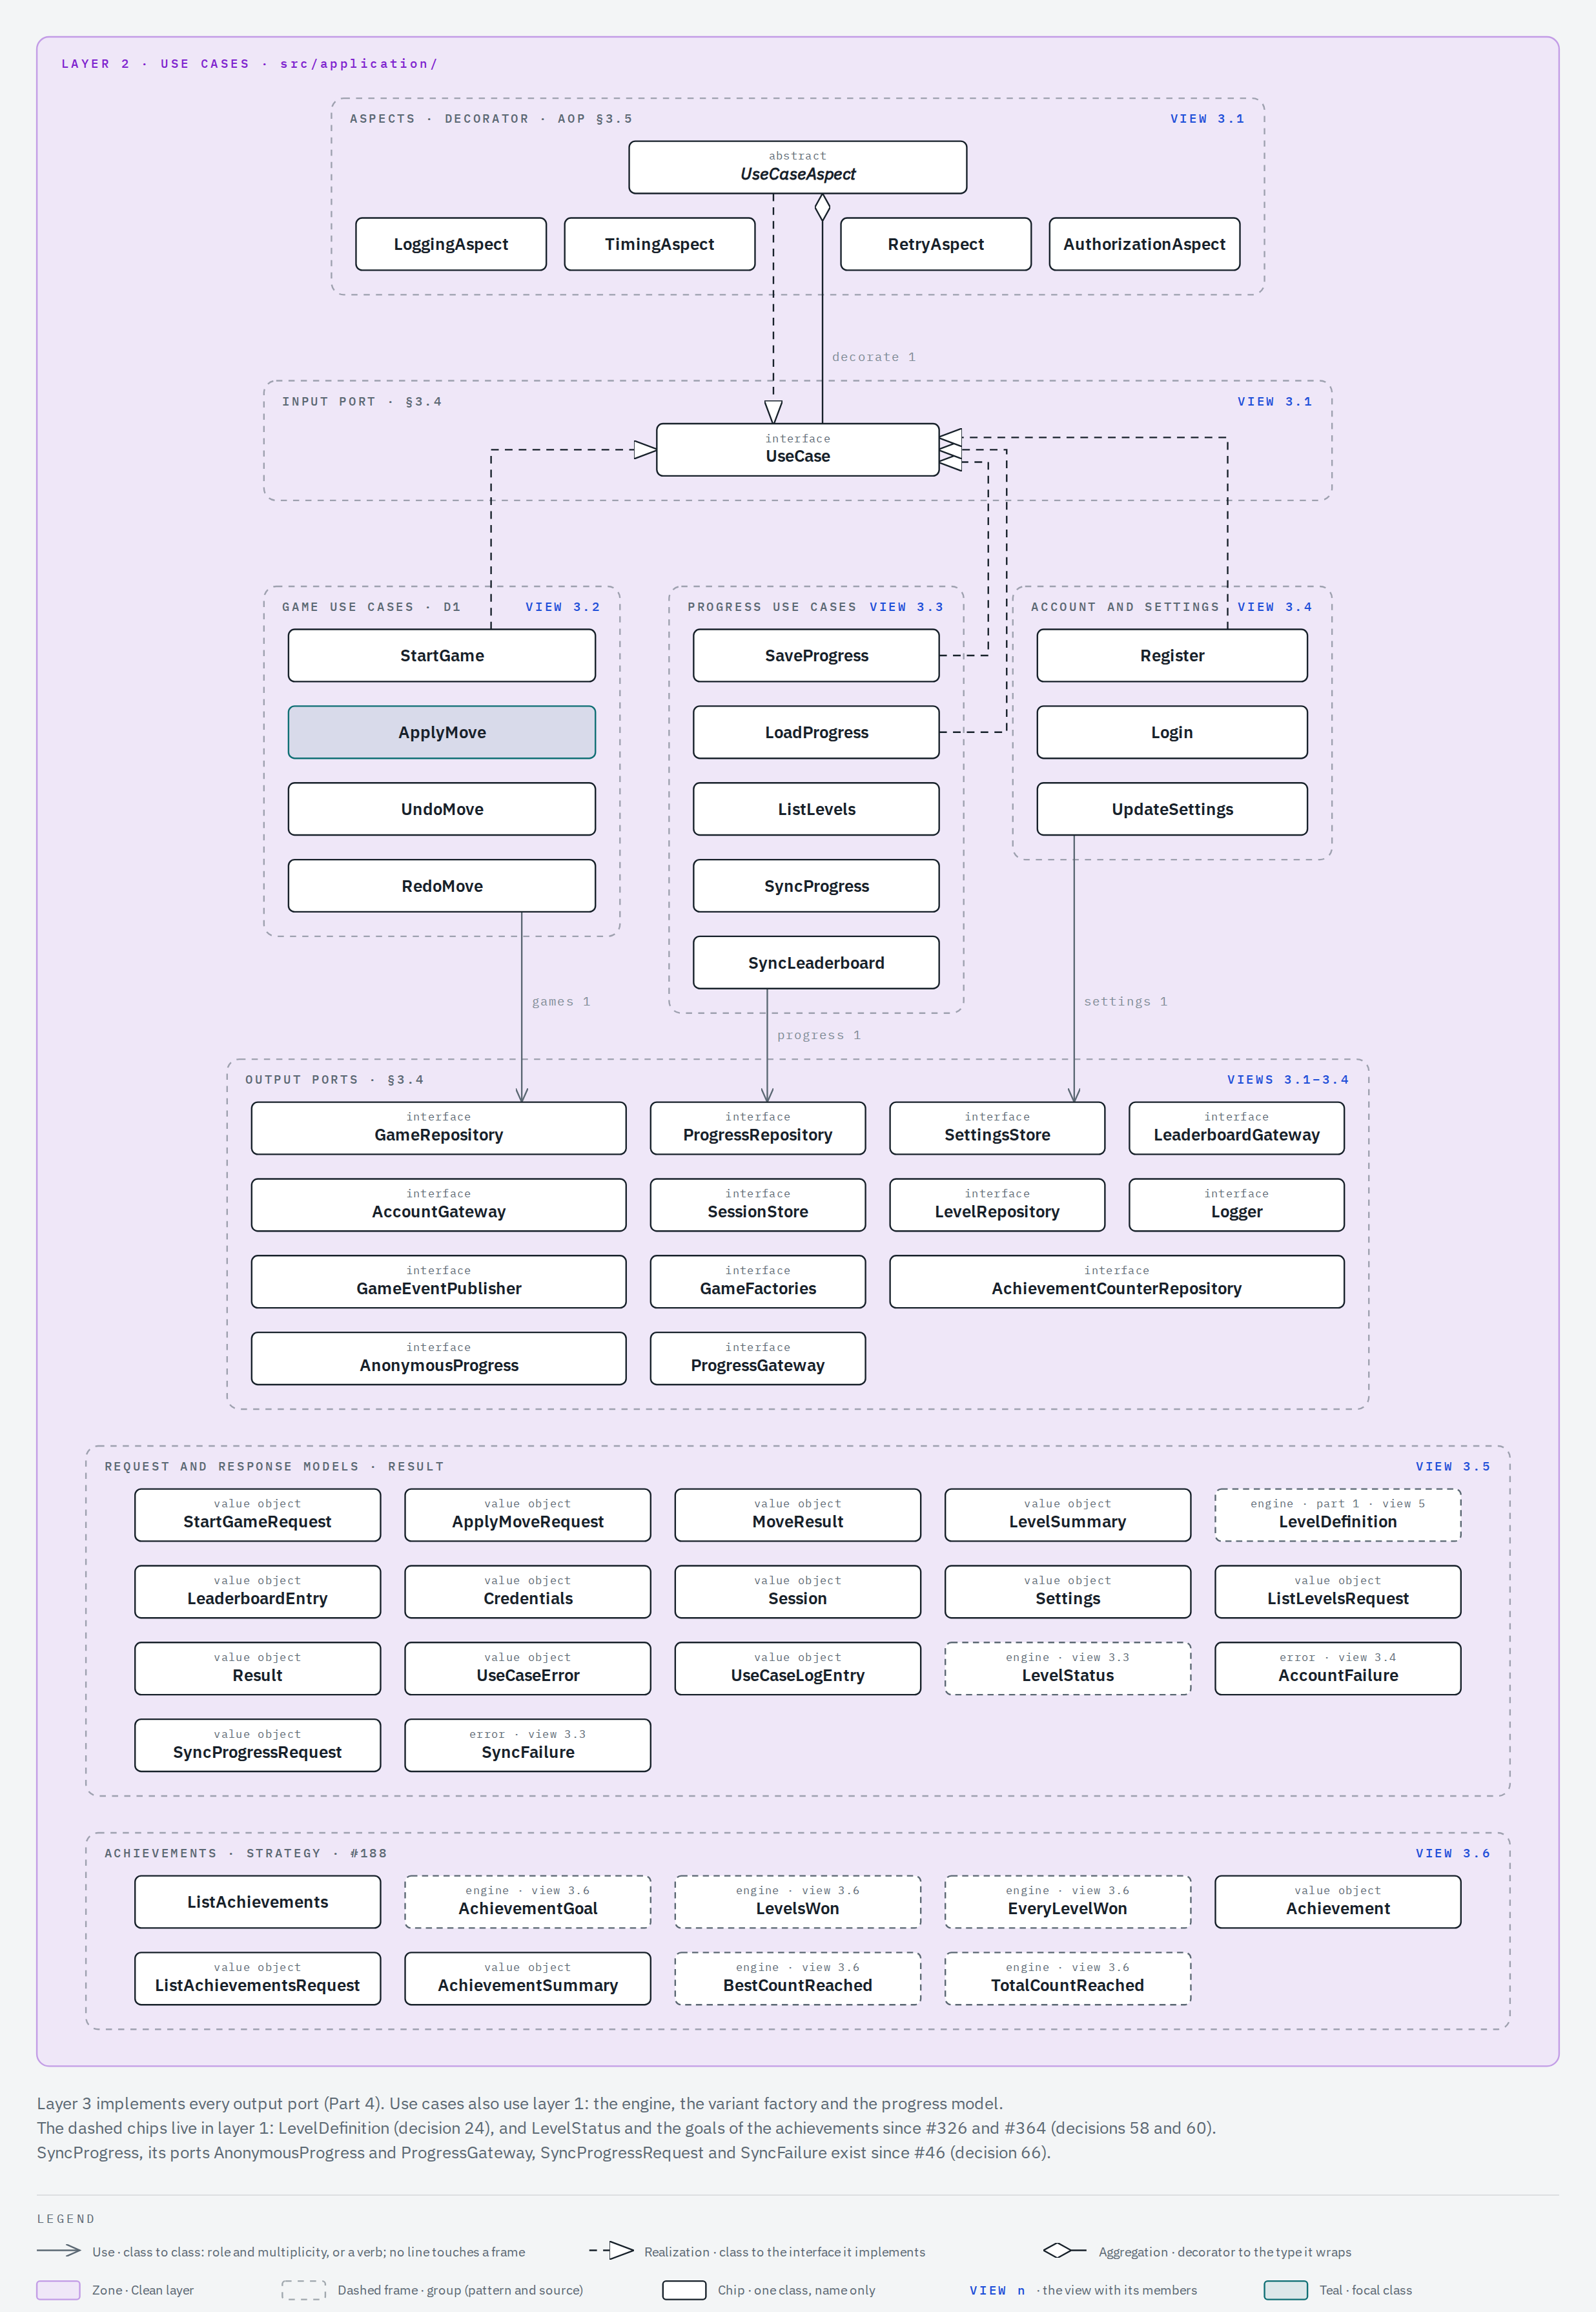 LAYER 2 · USE CASES · src/application/
ASPECTS · DECORATOR · AOP §3.5
VIEW 3.1
abstract
UseCaseAspect
LoggingAspect
TimingAspect
RetryAspect
AuthorizationAspect
decorate 1
INPUT PORT · §3.4
VIEW 3.1
interface
UseCase
GAME USE CASES · D1
VIEW 3.2
PROGRESS USE CASES
VIEW 3.3
ACCOUNT AND SETTINGS
VIEW 3.4
StartGame
SaveProgress
Register
ApplyMove
LoadProgress
Login
UndoMove
ListLevels
UpdateSettings
RedoMove
SyncProgress
SyncLeaderboard
games 1
settings 1
progress 1
OUTPUT PORTS · §3.4
VIEWS 3.1–3.4
interface
GameRepository
interface
ProgressRepository
interface
SettingsStore
interface
LeaderboardGateway
interface
AccountGateway
interface
SessionStore
interface
LevelRepository
interface
Logger
interface
GameEventPublisher
interface
GameFactories
interface
AchievementCounterRepository
interface
AnonymousProgress
interface
ProgressGateway
REQUEST AND RESPONSE MODELS · RESULT
VIEW 3.5
value object
StartGameRequest
value object
ApplyMoveRequest
value object
MoveResult
value object
LevelSummary
engine · part 1 · view 5
LevelDefinition
value object
LeaderboardEntry
value object
Credentials
value object
Session
value object
Settings
value object
ListLevelsRequest
value object
Result
value object
UseCaseError
value object
UseCaseLogEntry
engine · view 3.3
LevelStatus
error · view 3.4
AccountFailure
value object
SyncProgressRequest
error · view 3.3
SyncFailure
ACHIEVEMENTS · STRATEGY · #188
VIEW 3.6
ListAchievements
engine · view 3.6
AchievementGoal
engine · view 3.6
LevelsWon
engine · view 3.6
EveryLevelWon
value object
Achievement
value object
ListAchievementsRequest
value object
AchievementSummary
engine · view 3.6
BestCountReached
engine · view 3.6
TotalCountReached
Layer 3 implements every output port (Part 4). Use cases also use layer 1: the engine, the variant factory and the progress model.
The dashed chips live in layer 1: LevelDefinition (decision 24), and LevelStatus and the goals of the achievements since #326 and #364 (decisions 58 and 60).
SyncProgress, its ports AnonymousProgress and ProgressGateway, SyncProgressRequest and SyncFailure exist since #46 (decision 66).
LEGEND
Use · class to class: role and multiplicity, or a verb; no line touches a frame
Realization · class to the interface it implements
Aggregation · decorator to the type it wraps
Zone · Clean layer
Dashed frame · group (pattern and source)
Chip · one class, name only
VIEW n · the view with its members
Teal · focal class